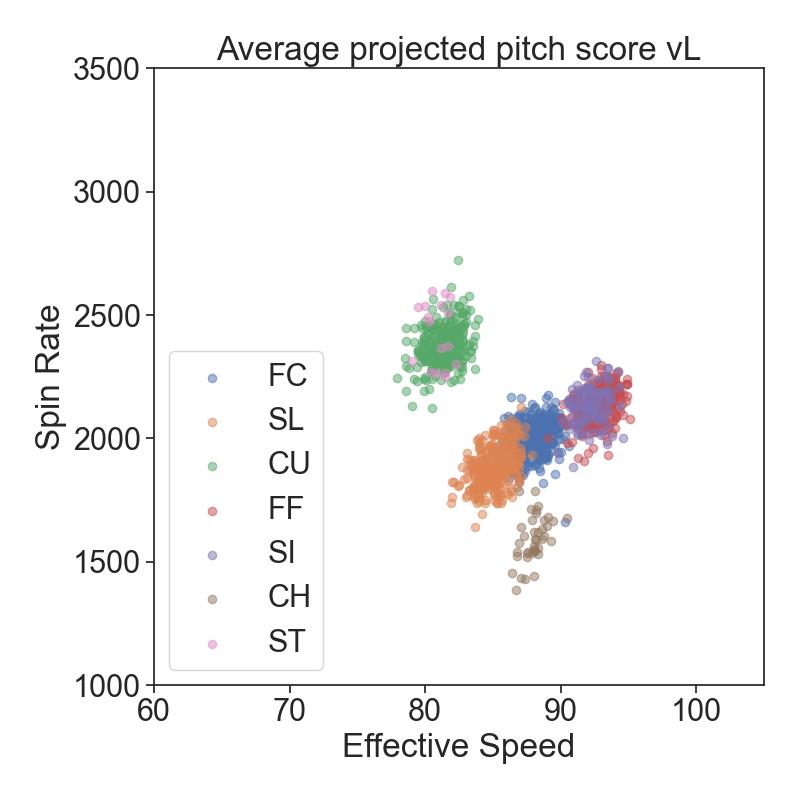 Average projected pitch score vL
3500
3000
2500
2000
1500
1000
Spin Rate
FC
SL
CU
FF
SI
CH
ST
60 70 80 90 100
Effective Speed